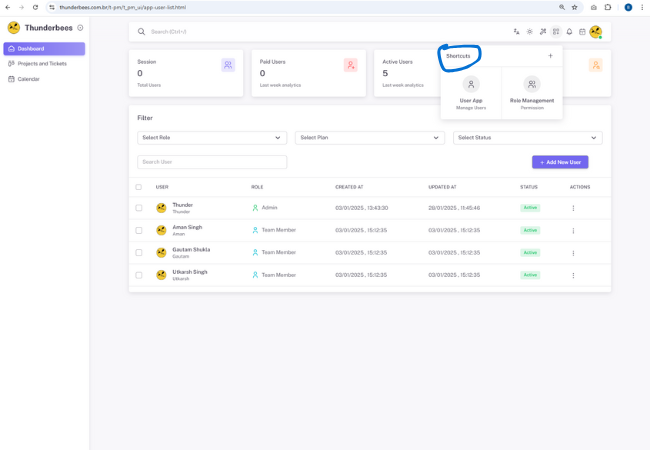 thunderbees.com.br/t-pm/t_pm_ui/app-user-list.html
Thunderbees
Search (Ctrl+/)
Dashboard
Projects and Tickets
Calendar
Session
0
Total Users
Paid Users
0
Last week analytics
Active Users
5
Last week analytics
Shortcuts
+
User App
Manage Users
Role Management
Permission
Filter
Select Role
Select Plan
Select Status
Search User
+ Add New User
USER ROLE CREATED AT UPDATED AT STATUS ACTIONS
Thunder Admin 03/01/2025 , 13:43:30 20/01/2025 , 11:45:46 Active
Thunder
Aman Singh Team Member 03/01/2025 , 15:12:35 03/01/2025 , 15:12:35 Active
Aman
Gautam Shukla Team Member 03/01/2025 , 15:12:35 03/01/2025 , 15:12:35 Active
Gautam
Utkarsh Singh Team Member 03/01/2025 , 15:12:35 03/01/2025 , 15:12:35 Active
Utkarsh